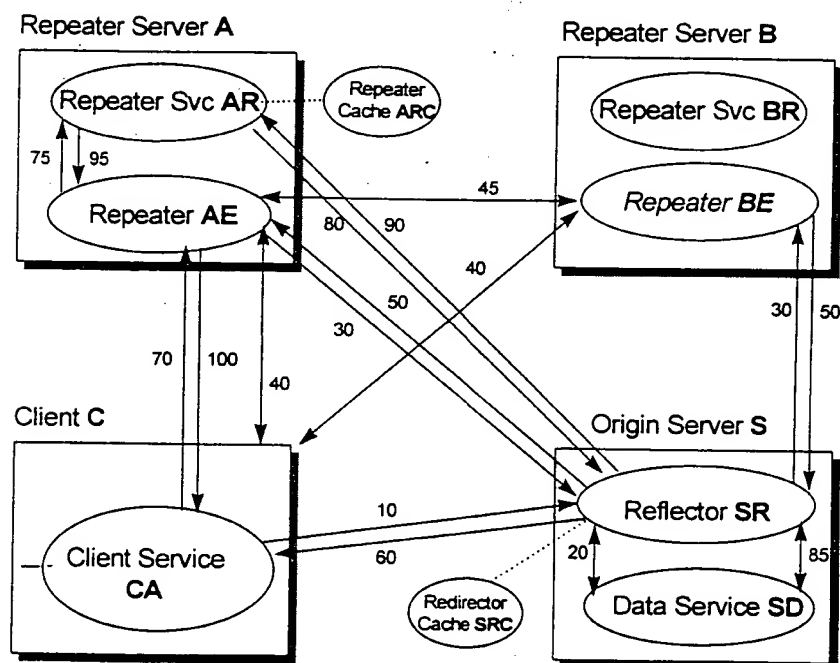 Repeater Server A
Repeater Server B
Repeater Svc AR
Repeater
Cache ARC
Repeater Svc BR
75
95
45
Repeater AE
80
90
Repeater BE
40
50
30
30
50
70
100
40
Client C
Origin Server S
10
Reflector SR
Client Service
CA
60
20
85
Redirector
Cache SRC
Data Service SD